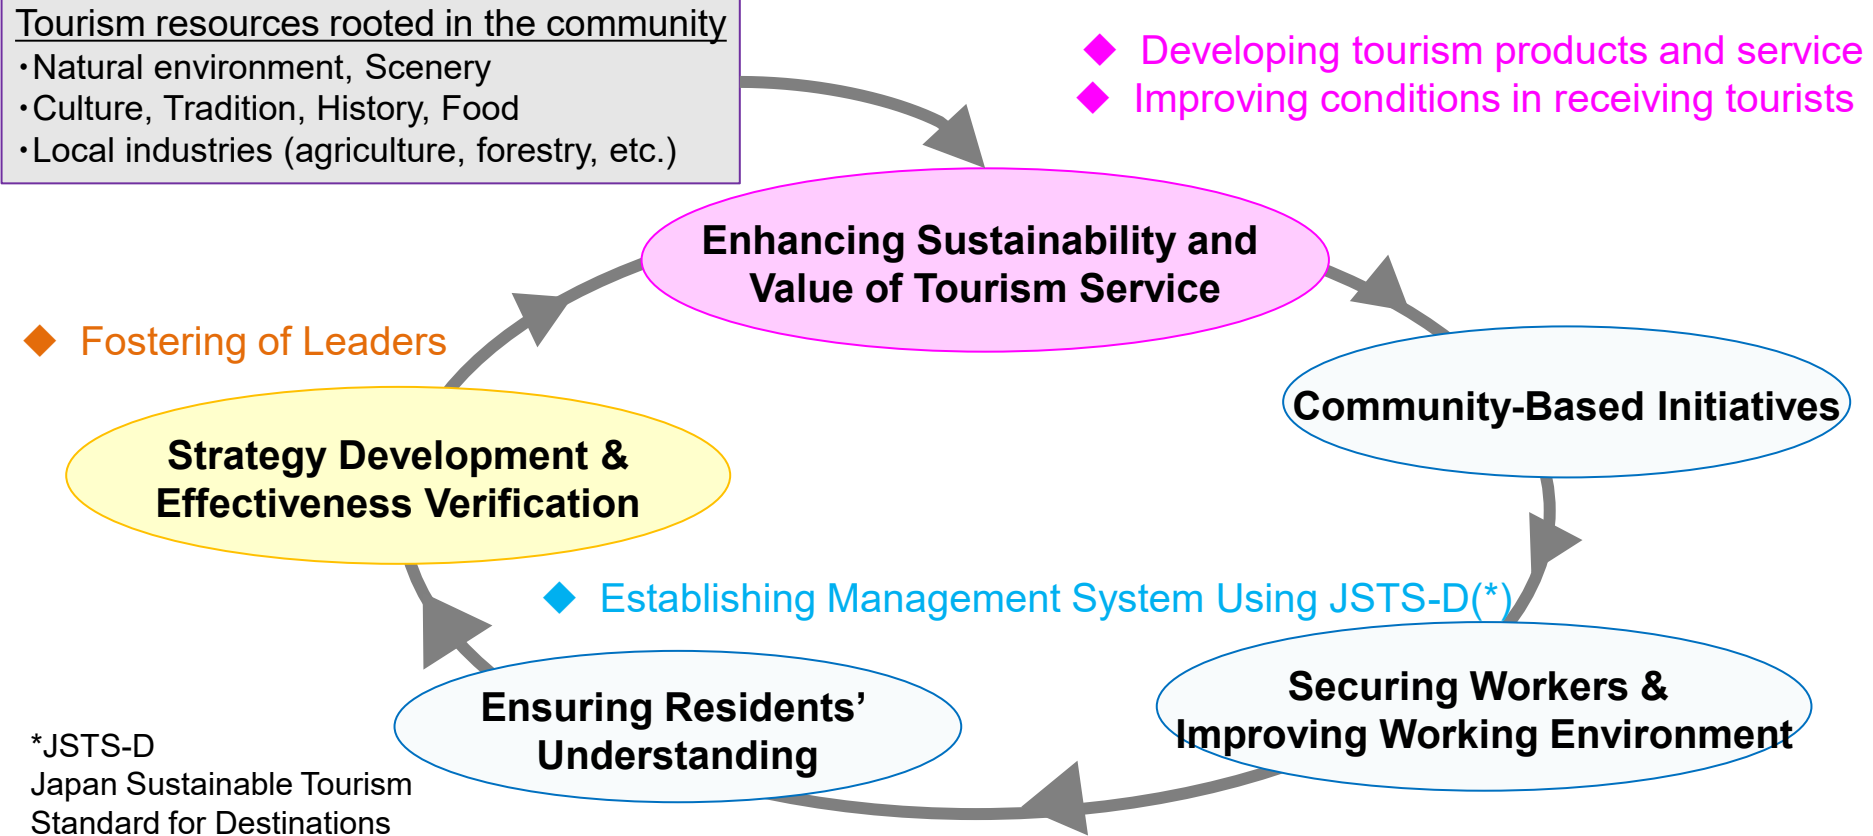 Tourism resources rooted in the community
・Natural environment, Scenery
・Culture, Tradition, History, Food
・Local industries (agriculture, forestry, etc.)
◆ Developing tourism products and service
◆ Improving conditions in receiving tourists
Enhancing Sustainability and
Value of Tourism Service
◆ Fostering of Leaders
Community-Based Initiatives
Strategy Development &
Effectiveness Verification
◆ Establishing Management System Using JSTS-D(*)
Securing Workers &
Improving Working Environment
Ensuring Residents’
Understanding
*JSTS-D
Japan Sustainable Tourism
Standard for Destinations